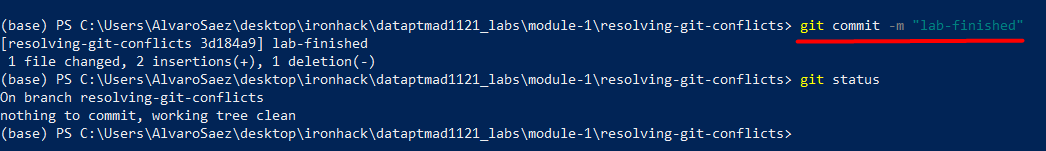 (base) PS C:\Users\AlvaroSaez\desktop\ironhack\dataptmad1121_labs\module-1\resolving-git-conflicts> git commit -m "lab-finished"
[resolving-git-conflicts 3d184a9] lab-finished
 1 file changed, 2 insertions(+), 1 deletion(-)
(base) PS C:\Users\AlvaroSaez\desktop\ironhack\dataptmad1121_labs\module-1\resolving-git-conflicts> git status
On branch resolving-git-conflicts
nothing to commit, working tree clean
(base) PS C:\Users\AlvaroSaez\desktop\ironhack\dataptmad1121_labs\module-1\resolving-git-conflicts>